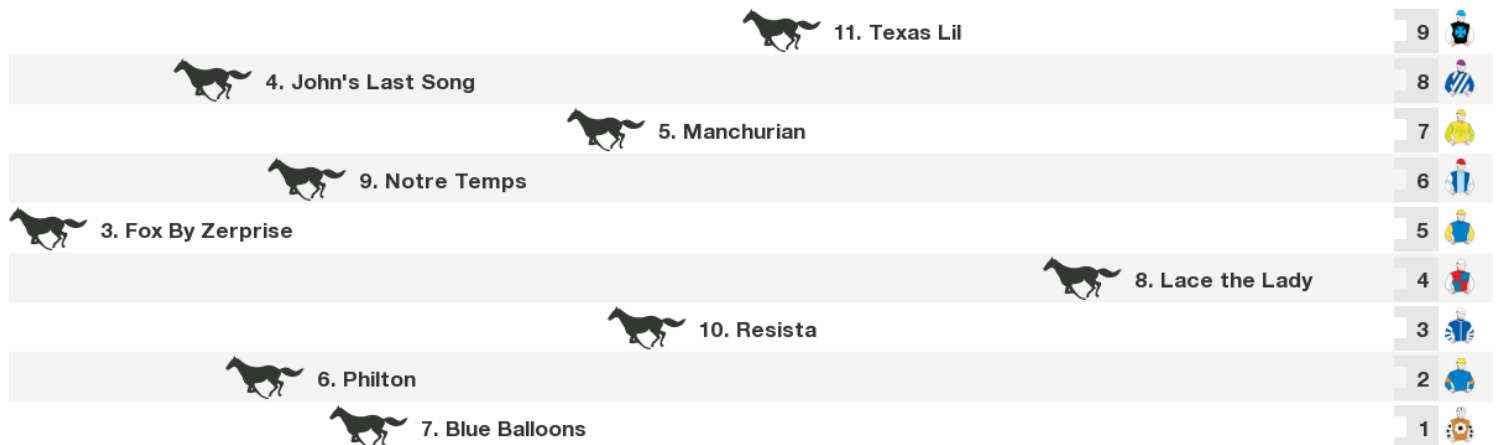 11. Texas Lil 9
4. John's Last Song 8
5. Manchurian 7
9. Notre Temps 6
3. Fox By Zerprise 5
8. Lace the Lady 4
10. Resista 3
6. Philton 2
7. Blue Balloons 1